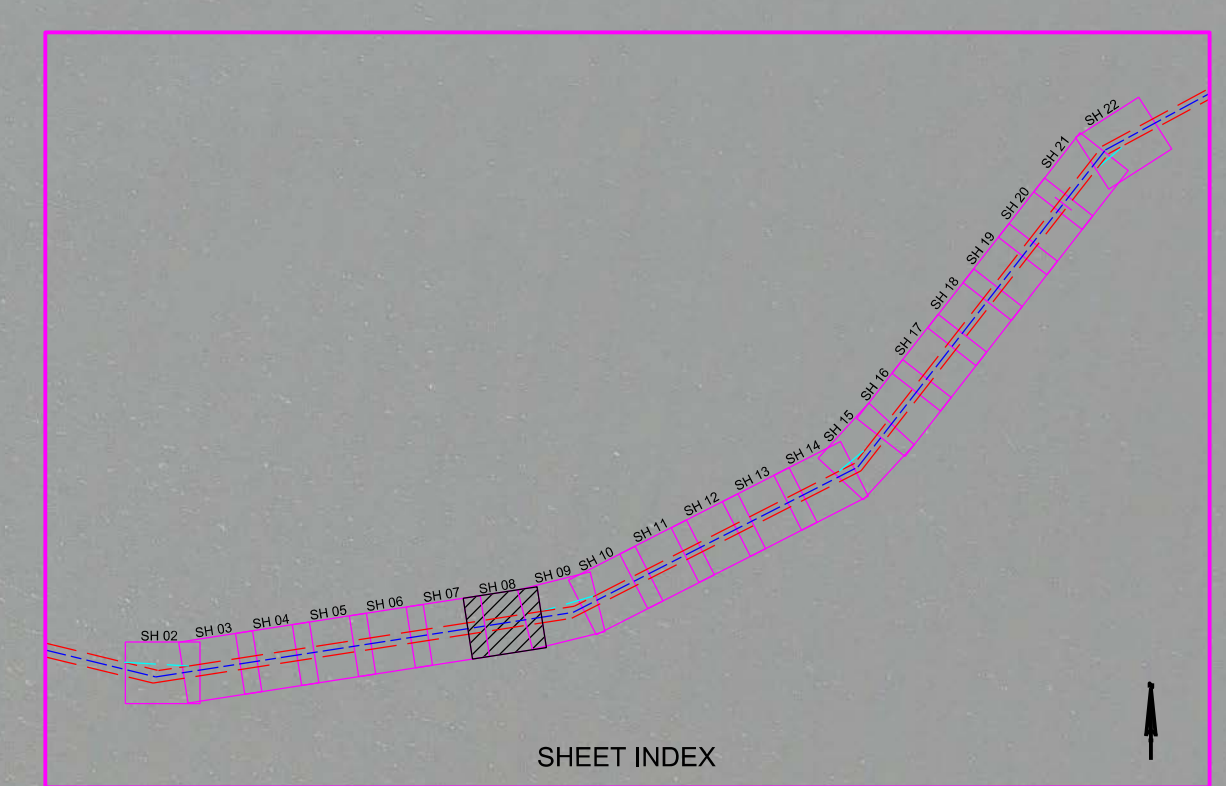 SH 02
SH 03
SH 04
SH 05
SH 06
SH 07
SH 08
SH 09
SH 10
SH 11
SH 12
SH 13
SH 14
SH 15
SH 16
SH 17
SH 18
SH 19
SH 20
SH 21
SH 22
SHEET INDEX